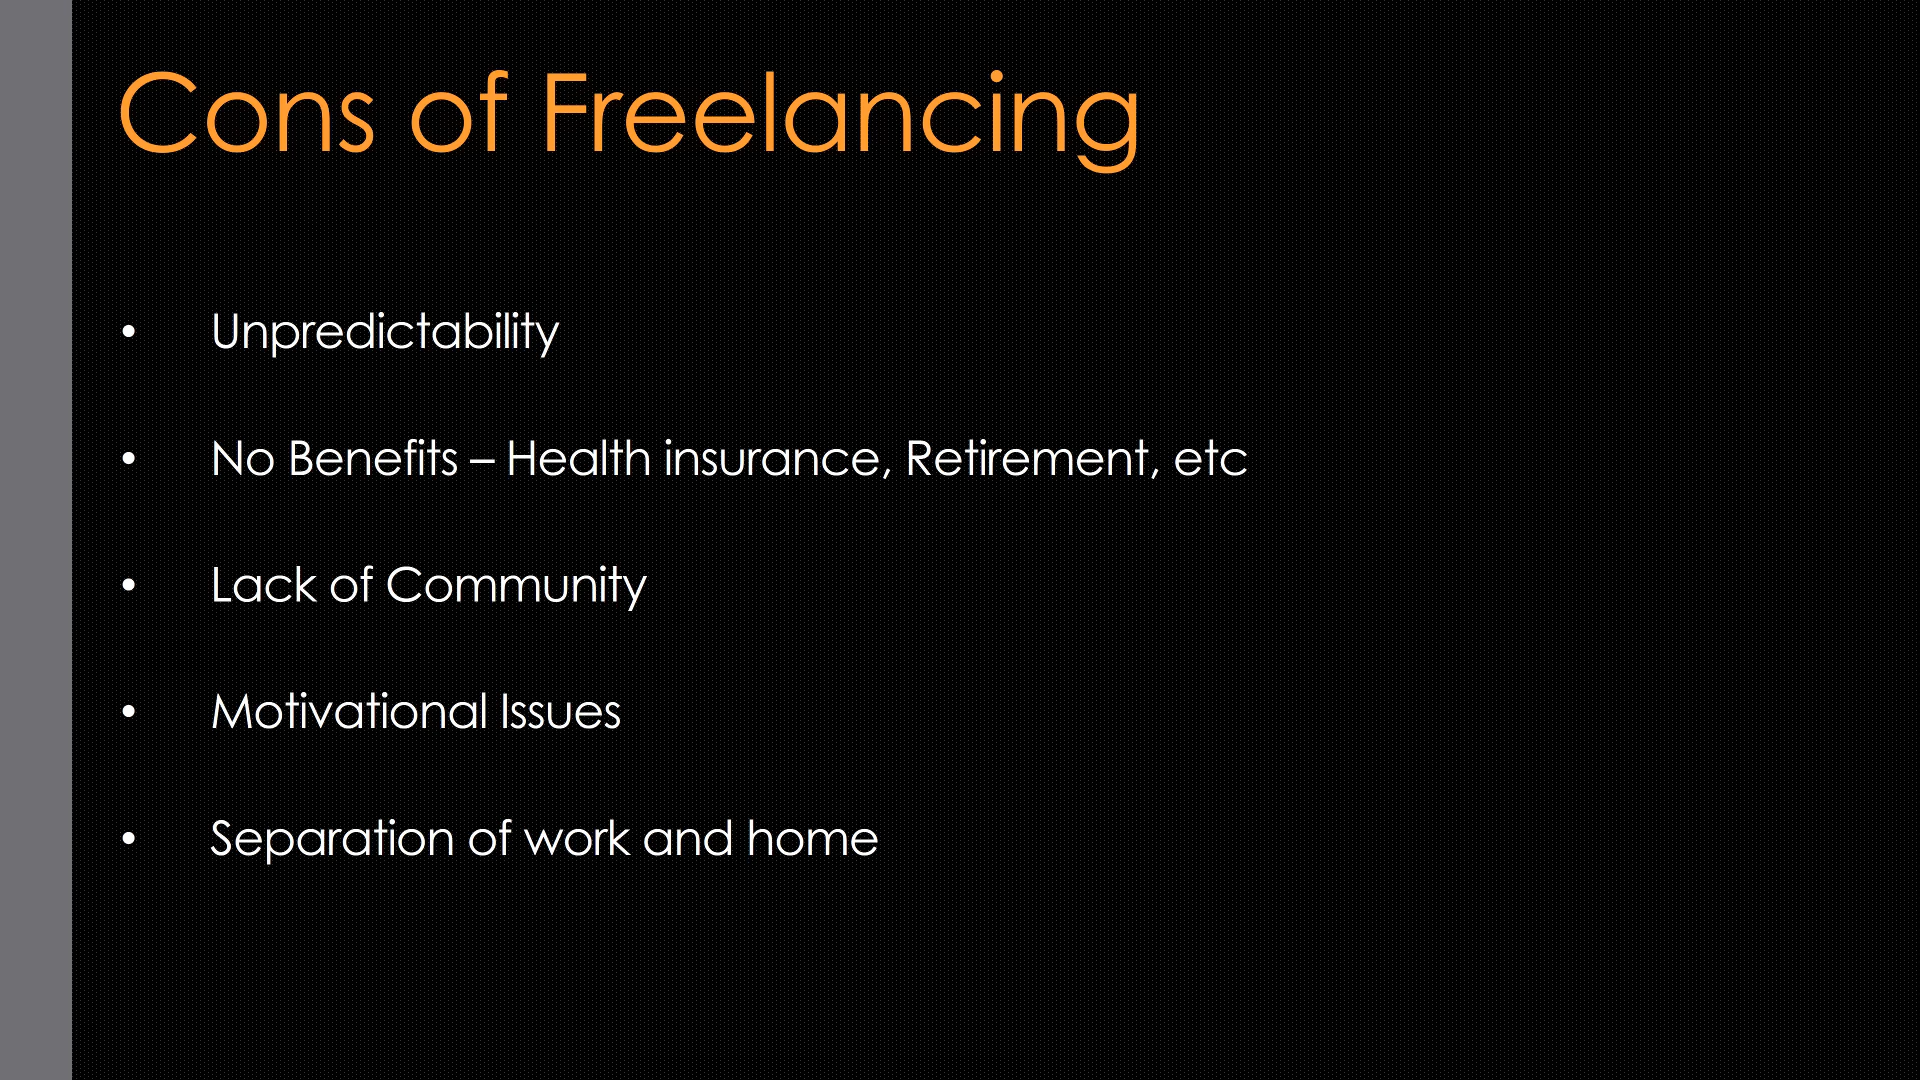 Cons of Freelancing
• Unpredictability
• No Benefits – Health insurance, Retirement, etc
• Lack of Community
• Motivational Issues
• Separation of work and home